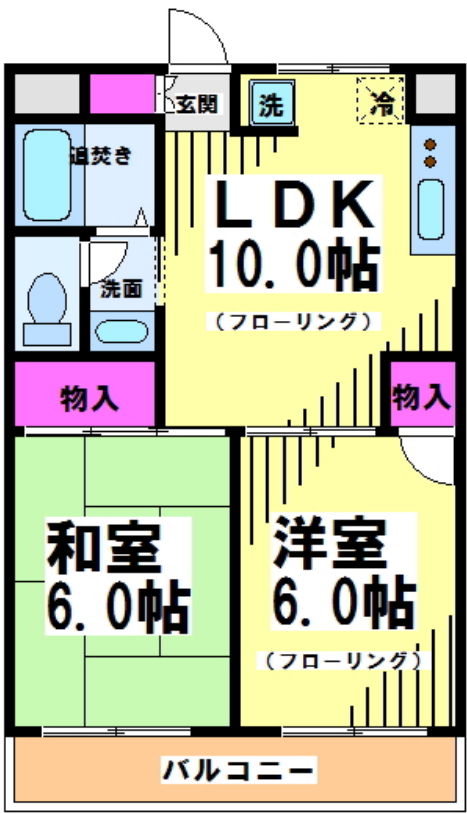 玄関
洗
冷
追焚き
LDK
10.0帖
(フローリング)
洗面
物入
物入
和室
6.0帖
洋室
6.0帖
(フローリング)
バルコニー